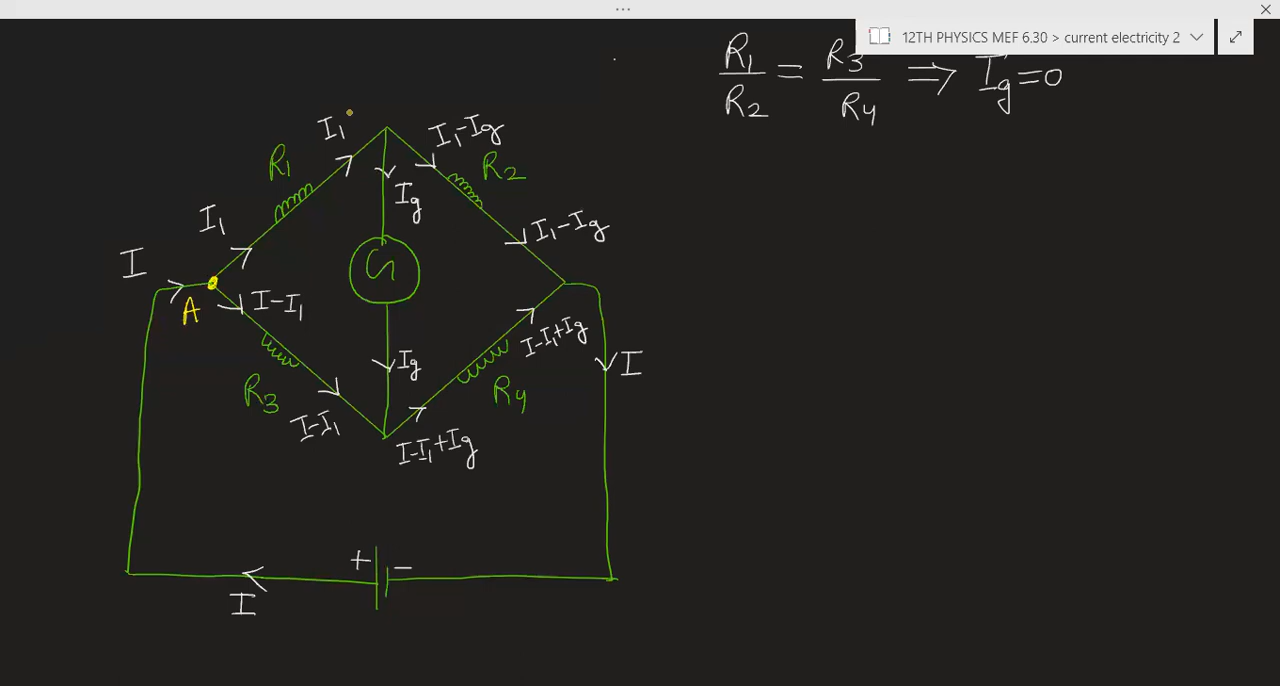 12TH PHYSICS MEF 6.30 > current electricity 2
R1/R2 = R3/R4 ⟹ Ig=0
I1
I1-Ig
R1
R2
Ig
I1
I1-Ig
I
G
A
I-I1
I-I1+Ig
Ig
I
R3
R4
I-I1
I-I1+Ig
+ -
I